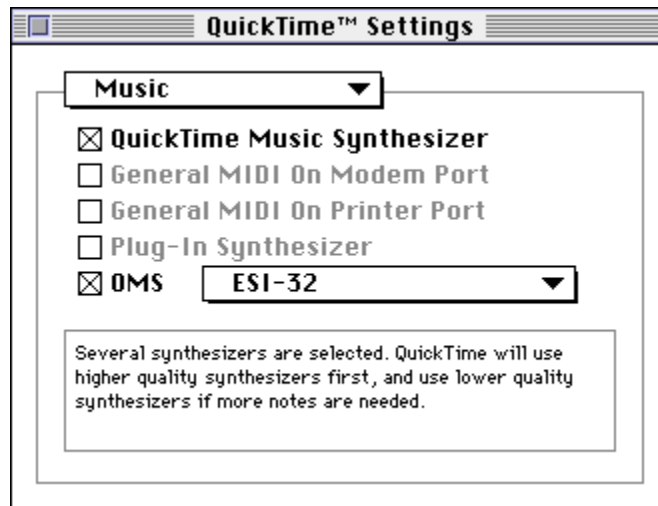 QuickTime™ Settings
Music
QuickTime Music Synthesizer
General MIDI On Modem Port
General MIDI On Printer Port
Plug-In Synthesizer
OMS ESI-32
Several synthesizers are selected. QuickTime will use
higher quality synthesizers first, and use lower quality
synthesizers if more notes are needed.